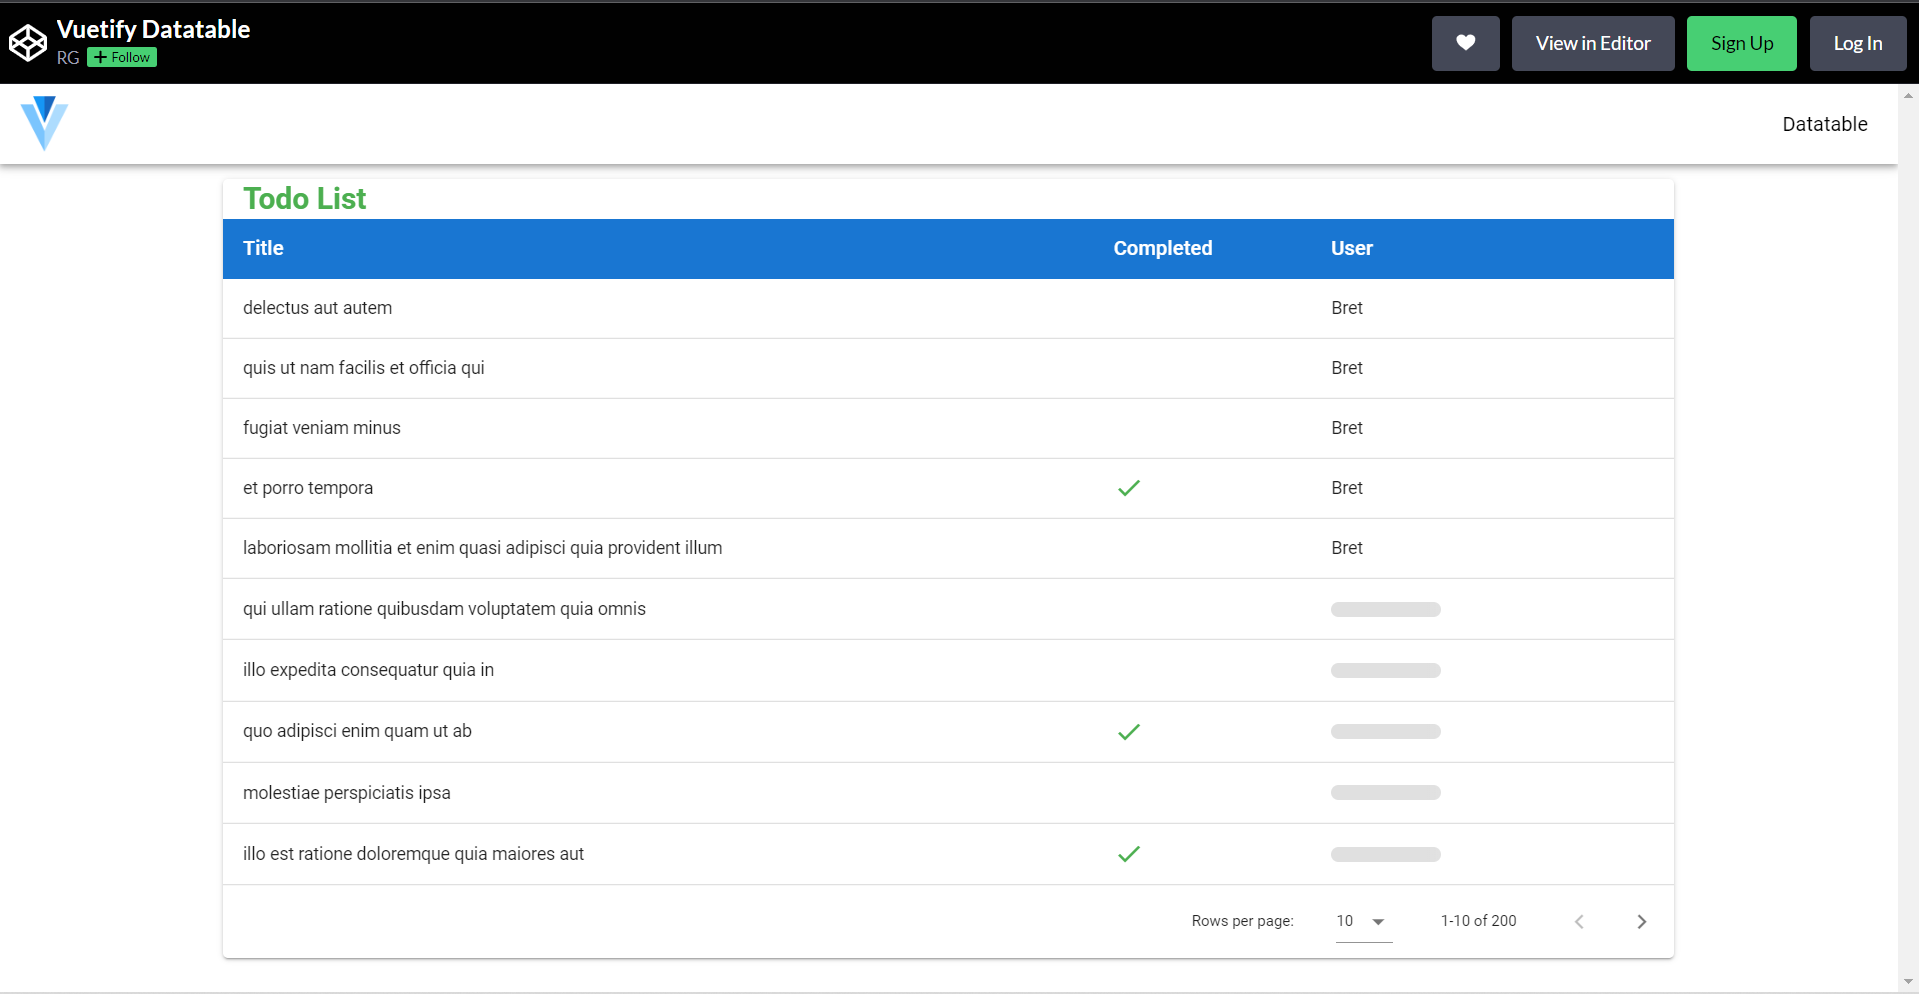 Vuetify Datatable
RG + Follow
View in Editor
Sign Up
Log In
Datatable
Todo List
Title Completed User
delectus aut autem Bret
quis ut nam facilis et officia qui Bret
fugiat veniam minus Bret
et porro tempora Bret
laboriosam mollitia et enim quasi adipisci quia provident illum Bret
qui ullam ratione quibusdam voluptatem quia omnis
illo expedita consequatur quia in
quo adipisci enim quam ut ab
molestiae perspiciatis ipsa
illo est ratione doloremque quia maiores aut
Rows per page: 10 1-10 of 200